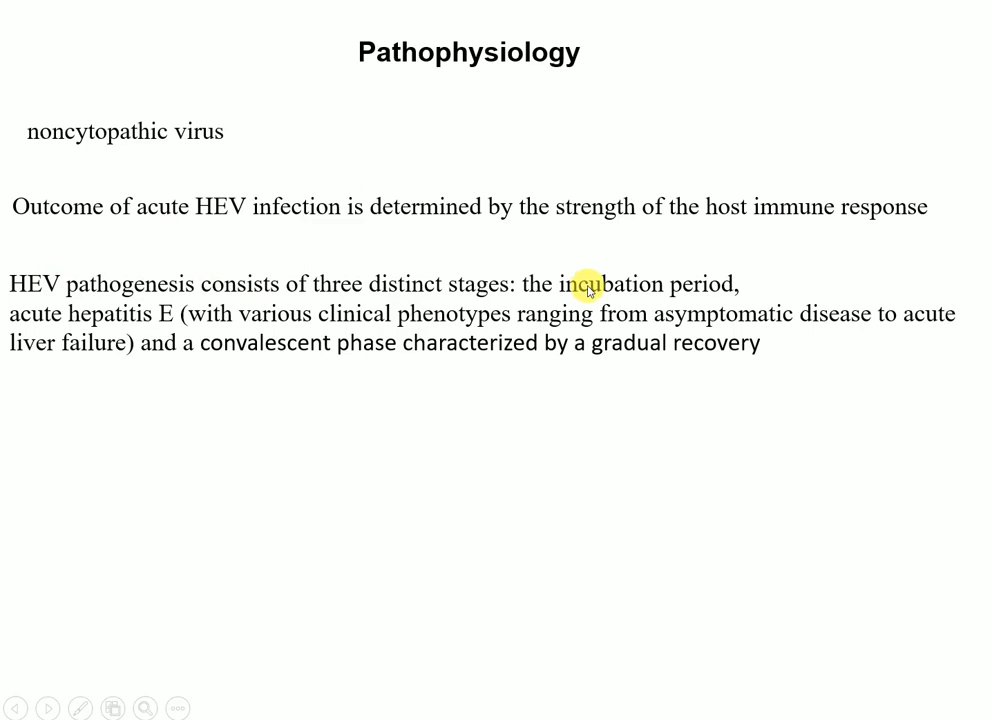 Pathophysiology
noncytopathic virus
Outcome of acute HEV infection is determined by the strength of the host immune response
HEV pathogenesis consists of three distinct stages: the incubation period,
acute hepatitis E (with various clinical phenotypes ranging from asymptomatic disease to acute
liver failure) and a convalescent phase characterized by a gradual recovery